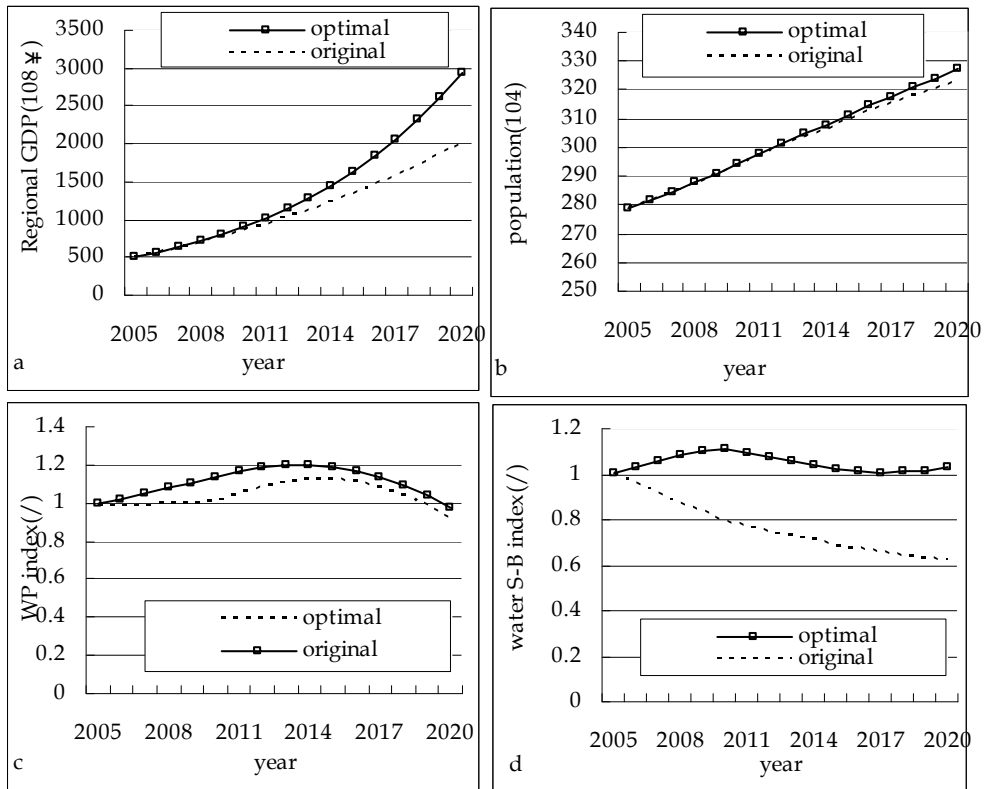 optimal
original
3500
3000
2500
2000
1500
1000
500
0
Regional GDP(108¥)
2005 2008 2011 2014 2017 2020
year
a
optimal
original
340
330
320
310
300
290
280
270
260
250
population(104)
2005 2008 2011 2014 2017 2020
year
b
1.4
1.2
1
0.8
0.6
0.4
0.2
0
WP index(/)
optimal
original
2005 2008 2011 2014 2017 2020
year
c
1.2
1
0.8
0.6
0.4
0.2
0
water S-B index(/)
optimal
original
2005 2008 2011 2014 2017 2020
year
d